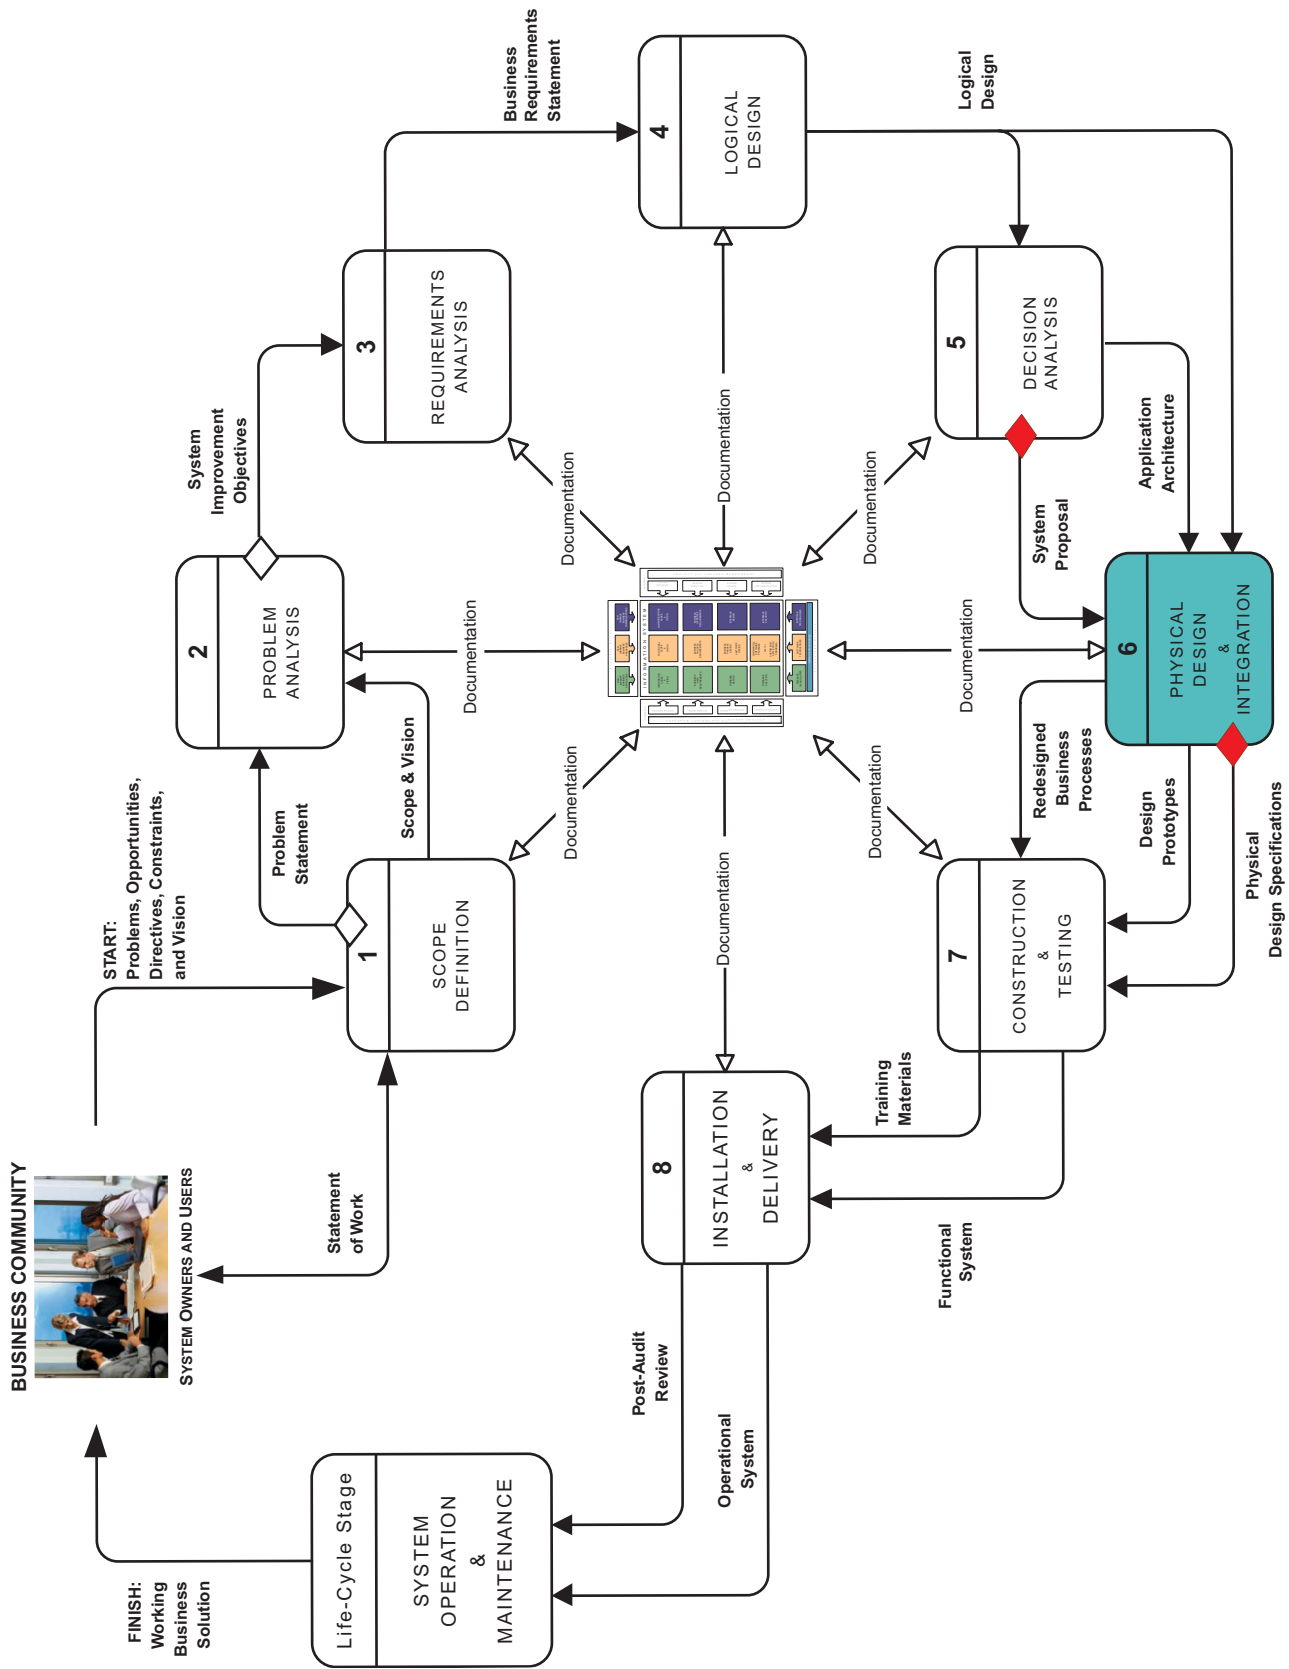 BUSINESS COMMUNITY
SYSTEM OWNERS AND USERS
START:
Problems, Opportunities,
Directives, Constraints,
and Vision
FINISH:
Working
Business
Solution
Statement
of Work
1
SCOPE
DEFINITION
Problem
Statement
Scope & Vision
2
PROBLEM
ANALYSIS
System
Improvement
Objectives
3
REQUIREMENTS
ANALYSIS
Business
Requirements
Statement
4
LOGICAL
DESIGN
Logical
Design
5
DECISION
ANALYSIS
System
Proposal
Application
Architecture
6
PHYSICAL
DESIGN
&
INTEGRATION
Redesigned
Business
Processes
Design
Prototypes
Physical
Design Specifications
7
CONSTRUCTION
&
TESTING
Training
Materials
Functional
System
8
INSTALLATION
&
DELIVERY
Post-Audit
Review
Operational
System
Life-Cycle Stage
SYSTEM
OPERATION
&
MAINTENANCE
Documentation
Documentation
Documentation
Documentation
Documentation
Documentation
Documentation
Documentation
INFORMATION SYSTEM